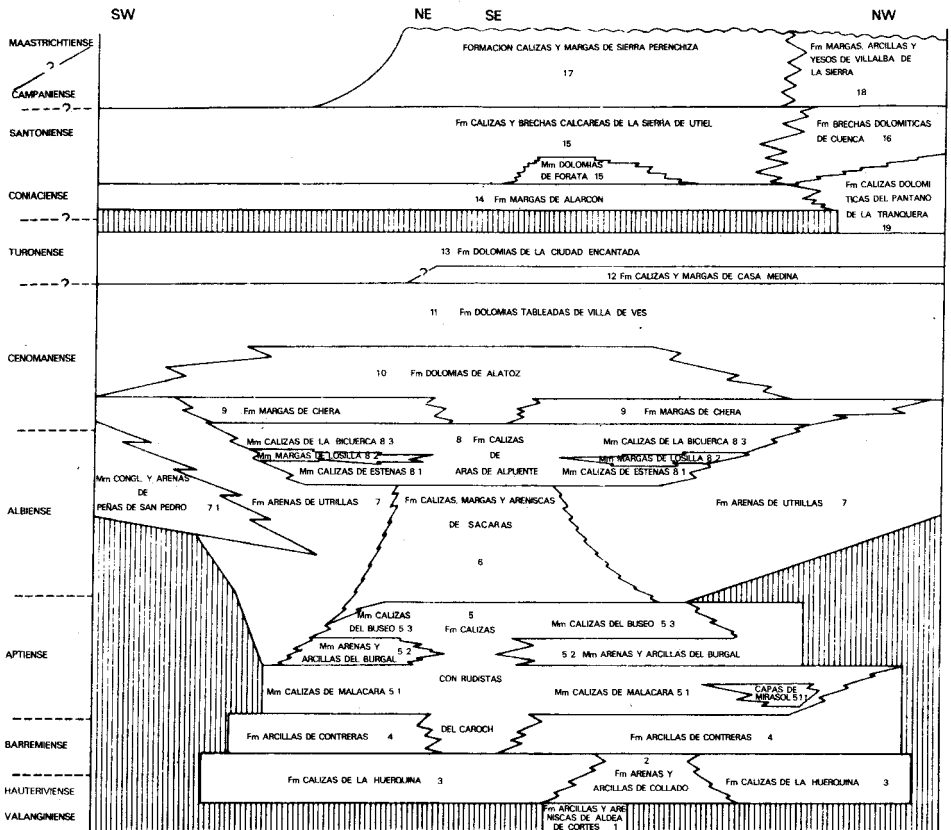 SW NE SE NW
MAASTRICHTIENSE
?
CAMPANIENSE
?
SANTONIENSE
CONIACIENSE
?
TURONENSE
?
CENOMANENSE
ALBIENSE
APTIENSE
BARREMIENSE
HAUTERIVIENSE
VALANGINIENSE
FORMACION CALIZAS Y MARGAS DE SIERRA PERENCHIZA
17
Fm MARGAS, ARCILLAS Y
YESOS DE VILLALBA DE
LA SIERRA
18
?
Fm CALIZAS Y BRECHAS CALCAREAS DE LA SIERRA DE UTIEL
15
Fm BRECHAS DOLOMITICAS
DE CUENCA 16
Mm DOLOMIAS
DE FORATA 15
Fm CALIZAS DOLOMI
TICAS DEL PANTANO
DE LA TRANQUERA
19
14 Fm MARGAS DE ALARCON
?
13 Fm DOLOMIAS DE LA CIUDAD ENCANTADA
?
12 Fm CALIZAS Y MARGAS DE CASA MEDINA
?
11 Fm DOLOMIAS TABLEADAS DE VILLA DE VES
10 Fm DOLOMIAS DE ALATOZ
9 Fm MARGAS DE CHERA
9 Fm MARGAS DE CHERA
Mm CALIZAS DE LA BICUERCA 8 3
8 Fm CALIZAS
DE
ARAS DE ALPUENTE
Mm CALIZAS DE LA BICUERCA 8 3
Mm MARGAS DE LOSILLA 8 2
Mm MARGAS DE LOSILLA 8 2
Mm CALIZAS DE ESTENAS 8 1
Mm CALIZAS DE ESTENAS 8 1
Mm CONGL. Y ARENAS
DE
PEÑAS DE SAN PEDRO 7 1
Fm ARENAS DE UTRILLAS 7
Fm CALIZAS, MARGAS Y ARENISCAS
DE SACARAS
6
Fm ARENAS DE UTRILLAS 7
Mm CALIZAS
DEL BUSEO 5 3
5
Fm CALIZAS
Mm CALIZAS DEL BUSEO 5 3
Mm ARENAS Y
ARCILLAS DEL BURGAL
5 2
5 2 Mm ARENAS Y ARCILLAS DEL BURGAL
CON RUDISTAS
Mm CALIZAS DE MALACARA 5 1
Mm CALIZAS DE MALACARA 5 1
CAPAS DE
MIRASOL 511
DEL CAROCH
Fm ARCILLAS DE CONTRERAS 4
Fm ARCILLAS DE CONTRERAS 4
Fm CALIZAS DE LA HUERQUINA 3
2
Fm ARENAS Y
ARCILLAS DE COLLADO
Fm CALIZAS DE LA HUERQUINA 3
Fm ARCILLAS Y ARE
NISCAS DE ALDEA
DE CORTES 1